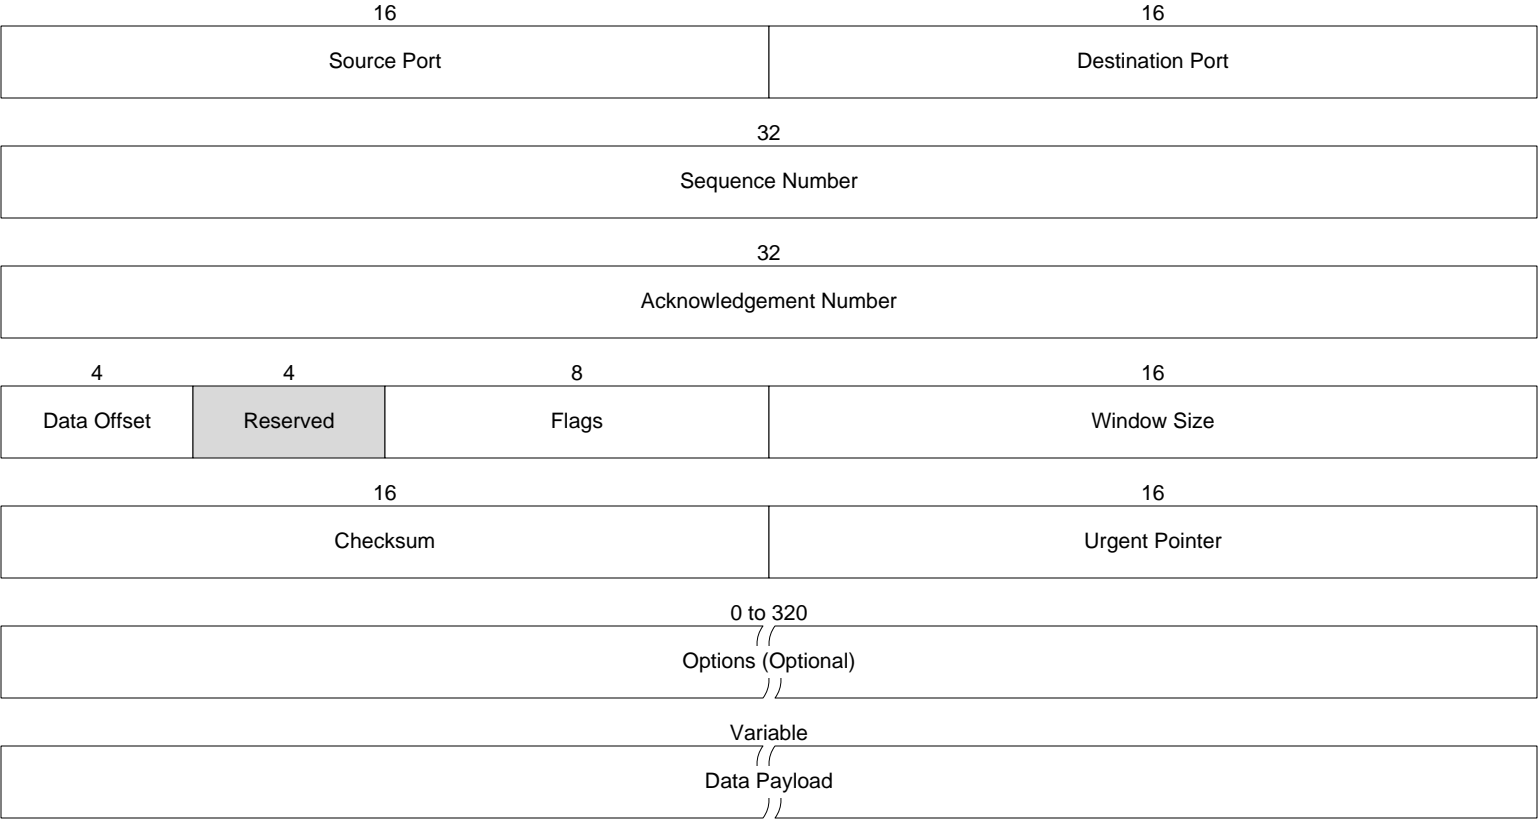 16 16
Source Port Destination Port
32
Sequence Number
32
Acknowledgement Number
4 4 8 16
Data Offset Reserved Flags Window Size
16 16
Checksum Urgent Pointer
0 to 320
Options (Optional)
Variable
Data Payload